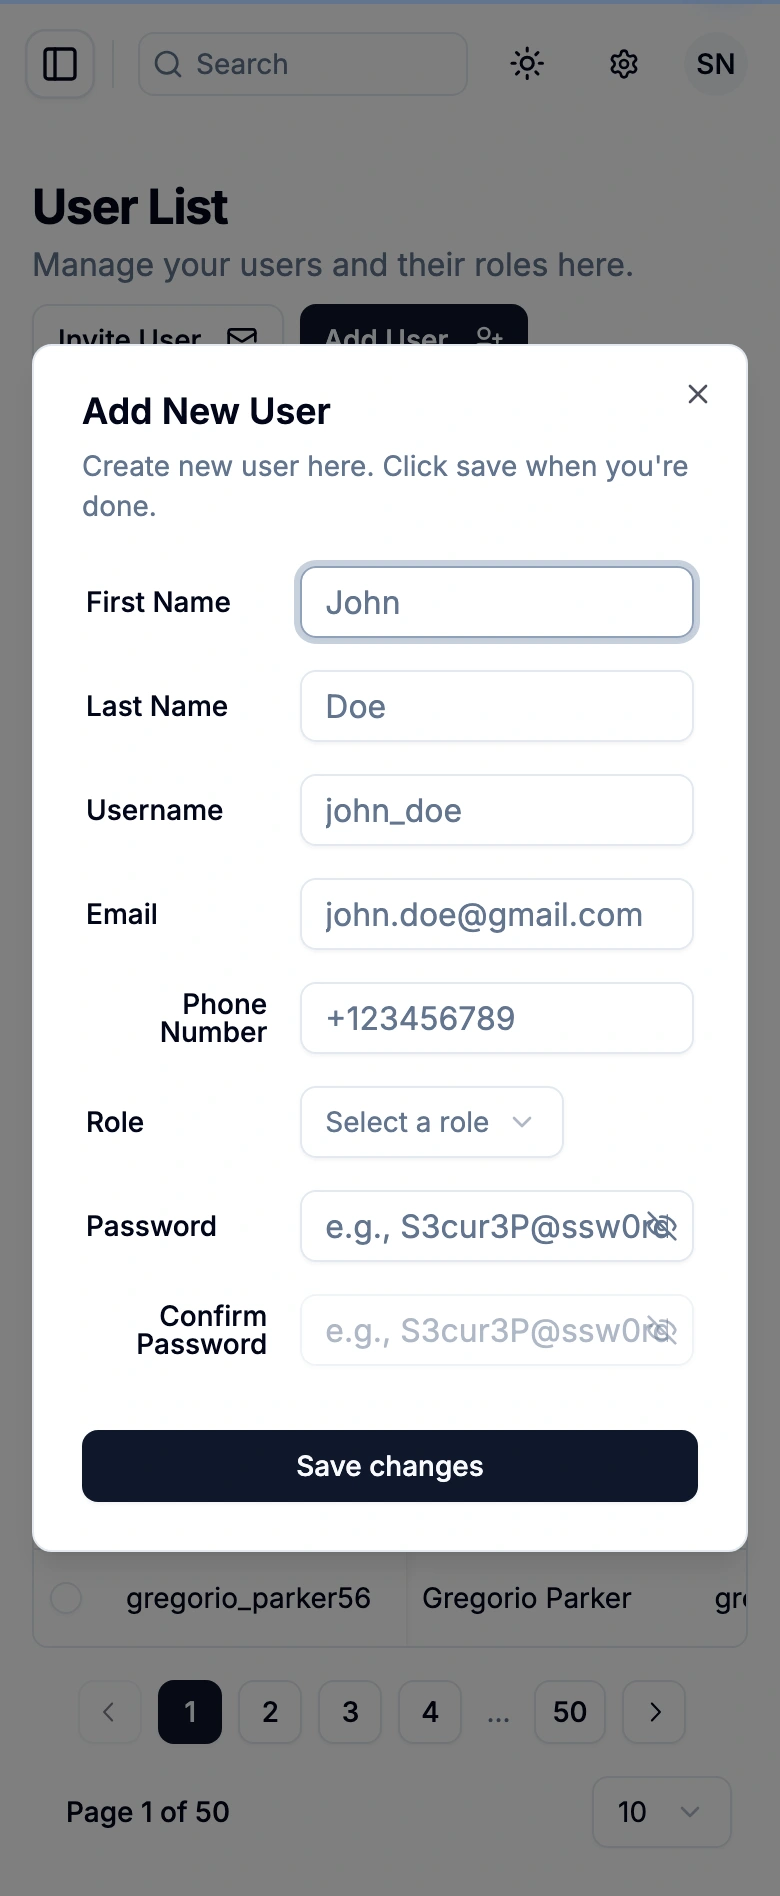 Search
SN
User List
Manage your users and their roles here.
Invite User
Add User
Add New User
Create new user here. Click save when you're
done.
First Name
John
Last Name
Doe
Username
john_doe
Email
john.doe@gmail.com
Phone
Number
+123456789
Role
Select a role
Password
e.g., S3cur3P@ssw0rd
Confirm
Password
e.g., S3cur3P@ssw0rd
Save changes
gregorio_parker56
Gregorio Parker
gre
1
2
3
4
...
50
Page 1 of 50
10